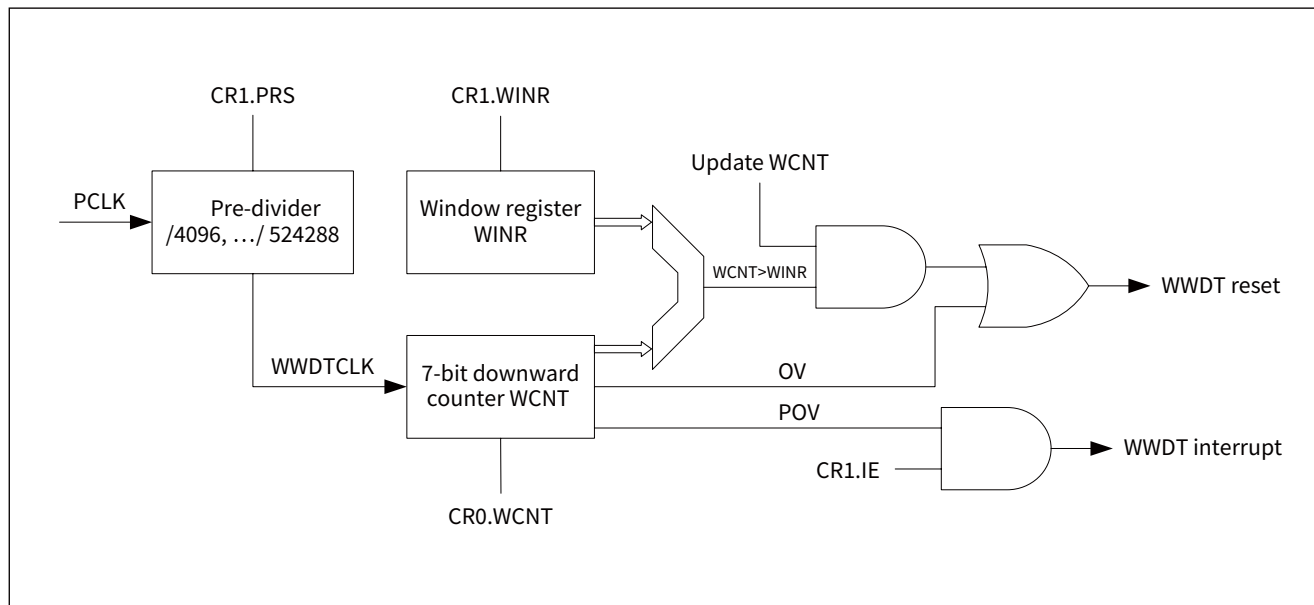 CR1.PRS
CR1.WINR
Update WCNT
PCLK
Pre-divider
/4096, …/ 524288
Window register
WINR
WCNT>WINR
WWDT reset
WWDTCLK
7-bit downward
counter WCNT
OV
POV
WWDT interrupt
CR1.IE
CR0.WCNT